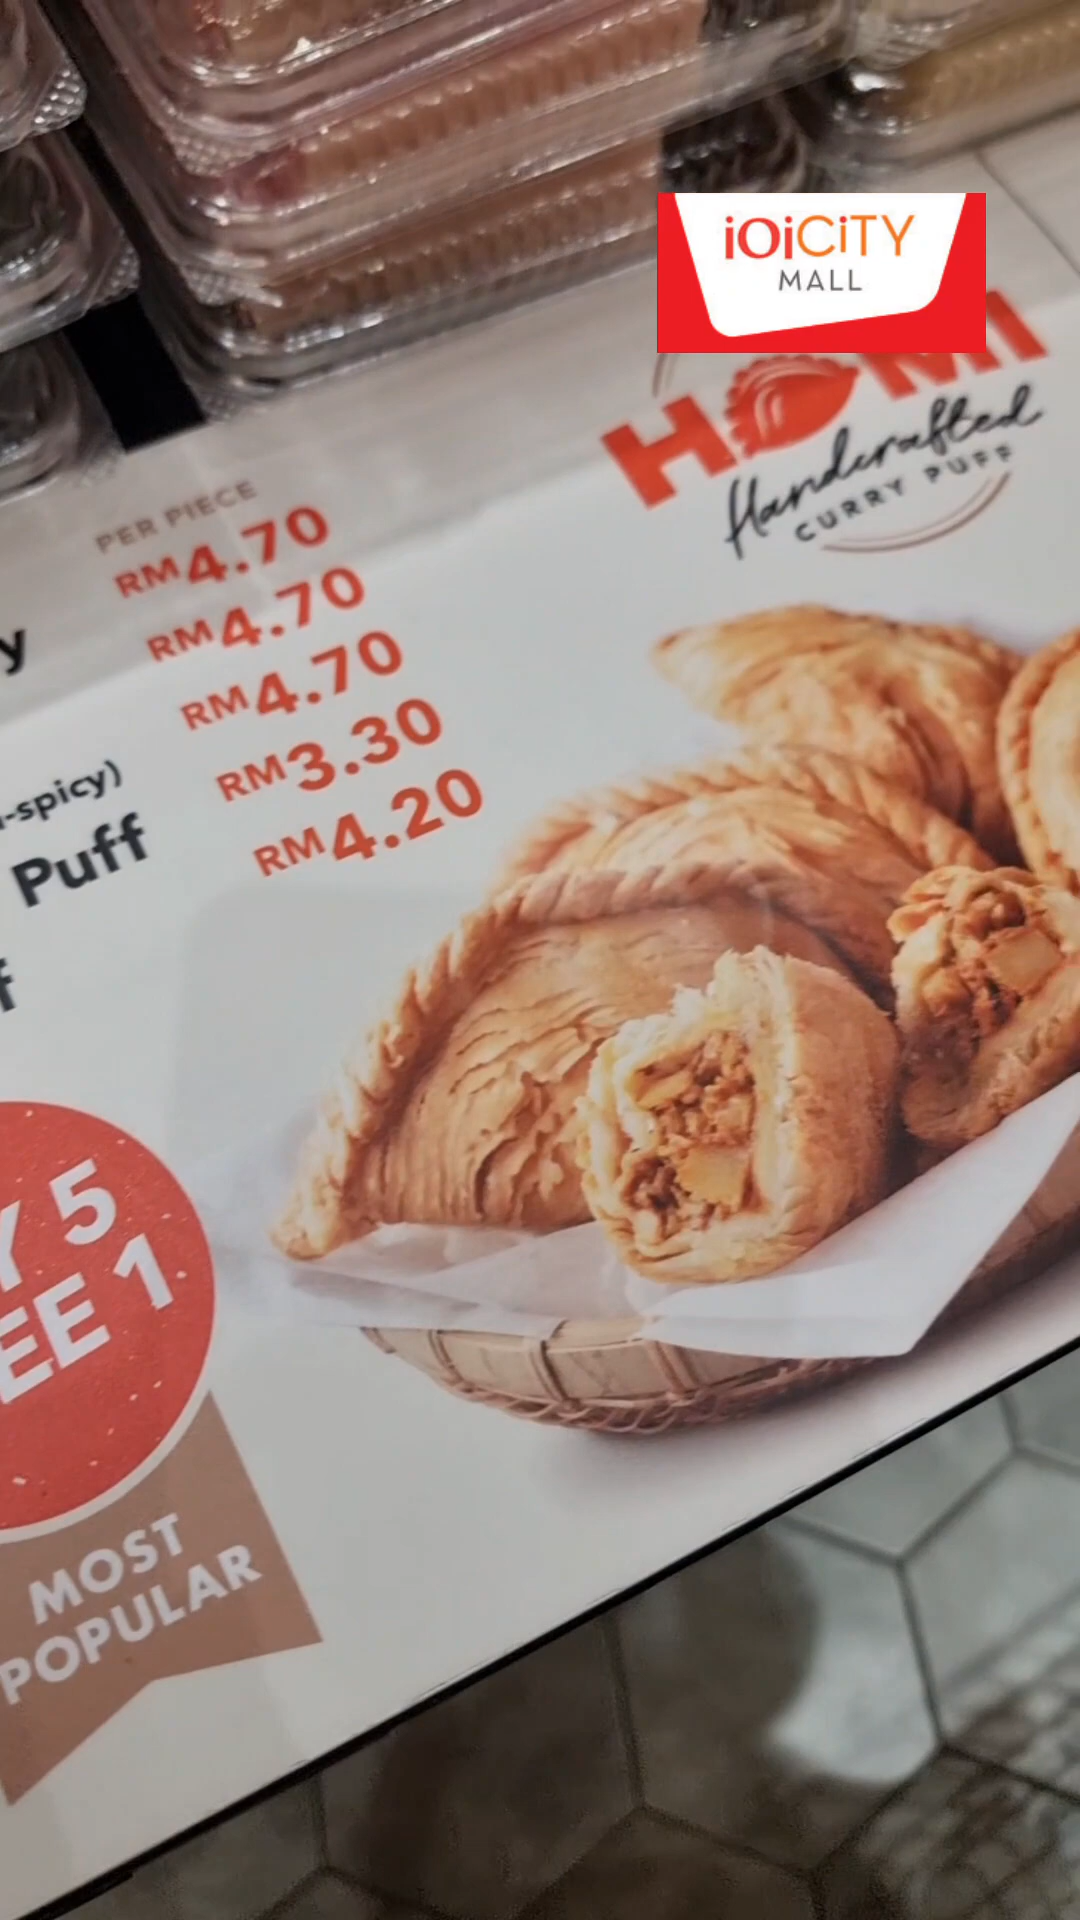 iOiCiTY
MALL
HOMI
Handcrafted
CURRY PUFF
PER PIECE
RM4.70
RM4.70
RM4.70
RM3.30
RM4.20
-spicy)
Puff
5
1
MOST
POPULAR